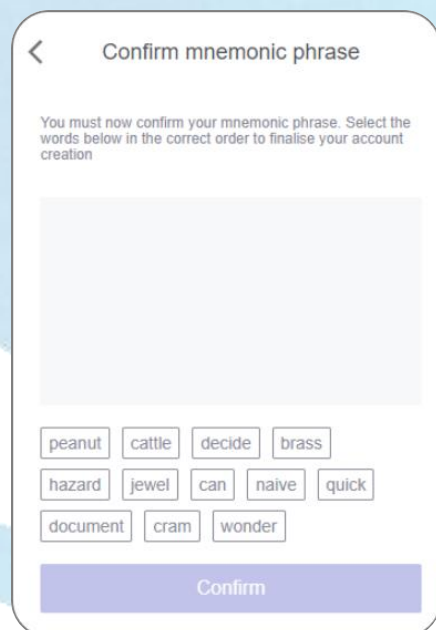 Confirm mnemonic phrase
You must now confirm your mnemonic phrase. Select the
words below in the correct order to finalise your account
creation
peanut cattle decide brass
hazard jewel can naive quick
document cram wonder
Confirm